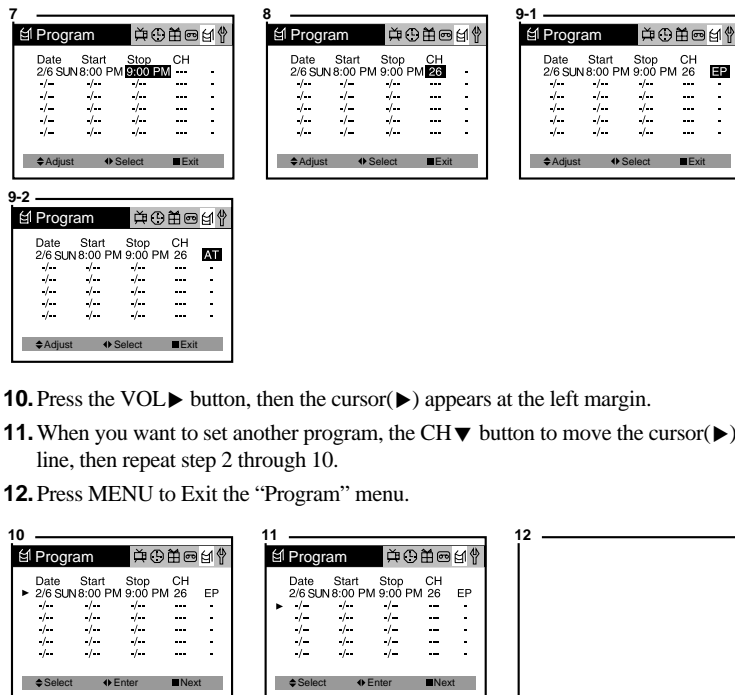 7
Program
Date Start Stop CH
2/6 SUN 8:00 PM 9:00 PM --- -
-/-- -/-- -/-- --- -
-/-- -/-- -/-- --- -
-/-- -/-- -/-- --- -
-/-- -/-- -/-- --- -
-/-- -/-- -/-- --- -
Adjust Select Exit
8
Program
Date Start Stop CH
2/6 SUN 8:00 PM 9:00 PM 26 -
-/-- -/-- -/-- --- -
-/-- -/-- -/-- --- -
-/-- -/-- -/-- --- -
-/-- -/-- -/-- --- -
-/-- -/-- -/-- --- -
Adjust Select Exit
9-1
Program
Date Start Stop CH
2/6 SUN 8:00 PM 9:00 PM 26 EP
-/-- -/-- -/-- --- -
-/-- -/-- -/-- --- -
-/-- -/-- -/-- --- -
-/-- -/-- -/-- --- -
-/-- -/-- -/-- --- -
Adjust Select Exit
9-2
Program
Date Start Stop CH
2/6 SUN 8:00 PM 9:00 PM 26 AT
-/-- -/-- -/-- --- -
-/-- -/-- -/-- --- -
-/-- -/-- -/-- --- -
-/-- -/-- -/-- --- -
-/-- -/-- -/-- --- -
Adjust Select Exit
10. Press the VOL▶ button, then the cursor(▶) appears at the left margin.
11. When you want to set another program, the CH▼ button to move the cursor(▶)
line, then repeat step 2 through 10.
12. Press MENU to Exit the “Program” menu.
10
Program
Date Start Stop CH
▶ 2/6 SUN 8:00 PM 9:00 PM 26 EP
-/-- -/-- -/-- --- -
-/-- -/-- -/-- --- -
-/-- -/-- -/-- --- -
-/-- -/-- -/-- --- -
-/-- -/-- -/-- --- -
Select Enter Next
11
Program
Date Start Stop CH
2/6 SUN 8:00 PM 9:00 PM 26 EP
▶ -/-- -/-- -/-- --- -
-/-- -/-- -/-- --- -
-/-- -/-- -/-- --- -
-/-- -/-- -/-- --- -
-/-- -/-- -/-- --- -
Select Enter Next
12